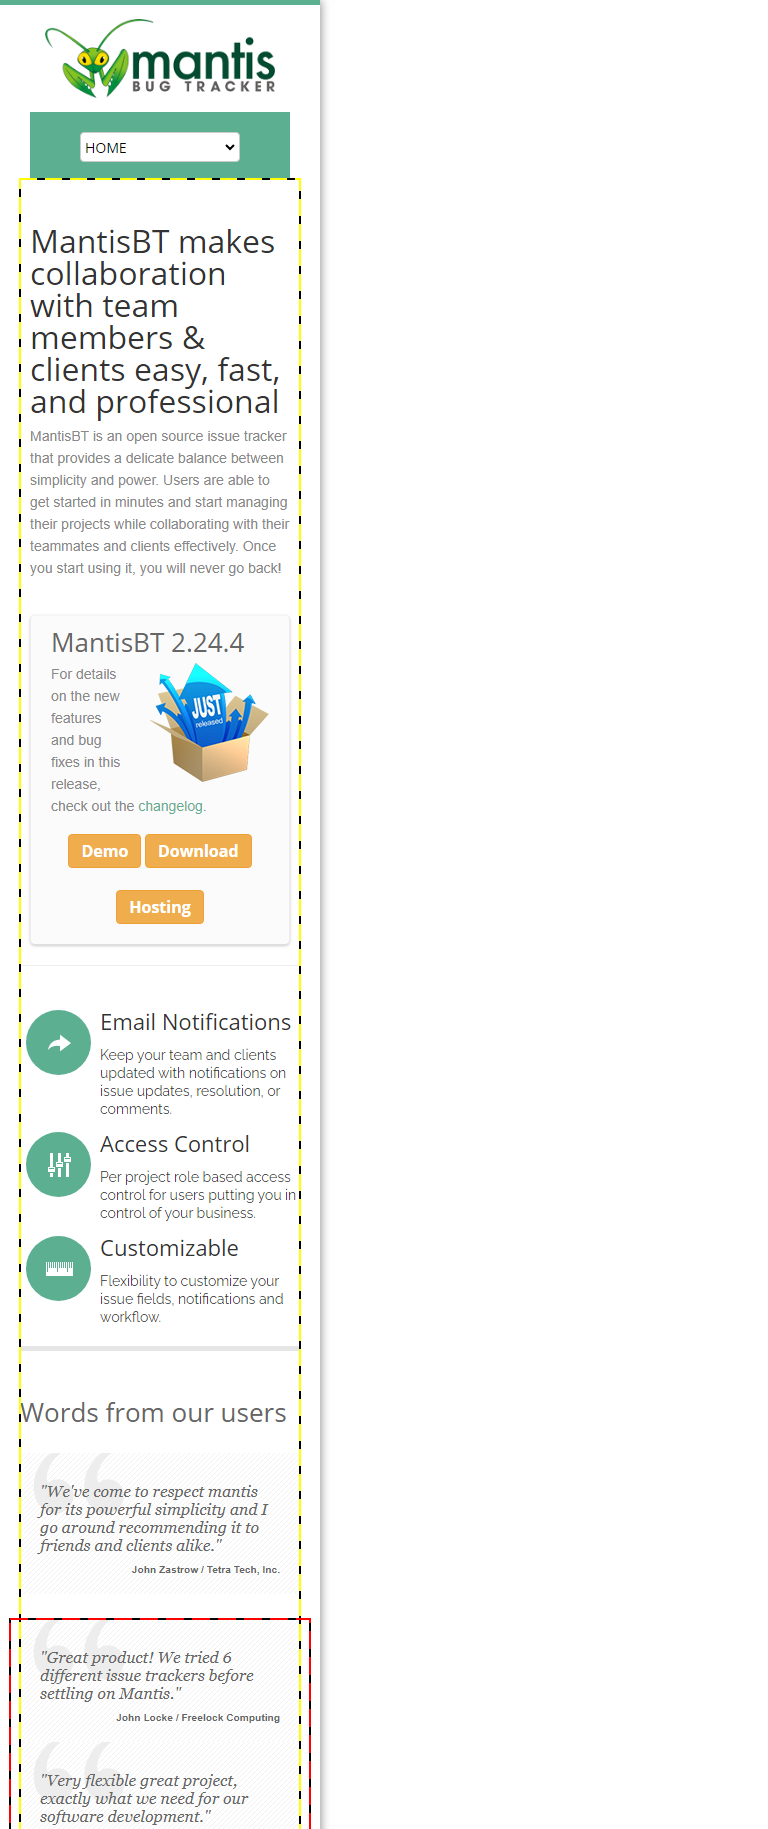 mantis
BUG TRACKER
HOME
MantisBT makes
collaboration
with team
members &
clients easy, fast,
and professional
MantisBT is an open source issue tracker
that provides a delicate balance between
simplicity and power. Users are able to
get started in minutes and start managing
their projects while collaborating with their
teammates and clients effectively. Once
you start using it, you will never go back!
MantisBT 2.24.4
For details
on the new
features
and bug
fixes in this
release,
check out the changelog.
JUST
released
Demo Download
Hosting
Email Notifications
Keep your team and clients
updated with notifications on
issue updates, resolution, or
comments.
Access Control
Per project role based access
control for users putting you in
control of your business.
Customizable
Flexibility to customize your
issue fields, notifications and
workflow.
Words from our users
"We've come to respect mantis
for its powerful simplicity and I
go around recommending it to
friends and clients alike."
John Zastrow / Tetra Tech, Inc.
"Great product! We tried 6
different issue trackers before
settling on Mantis."
John Locke / Freelock Computing
"Very flexible great project,
exactly what we need for our
software development."